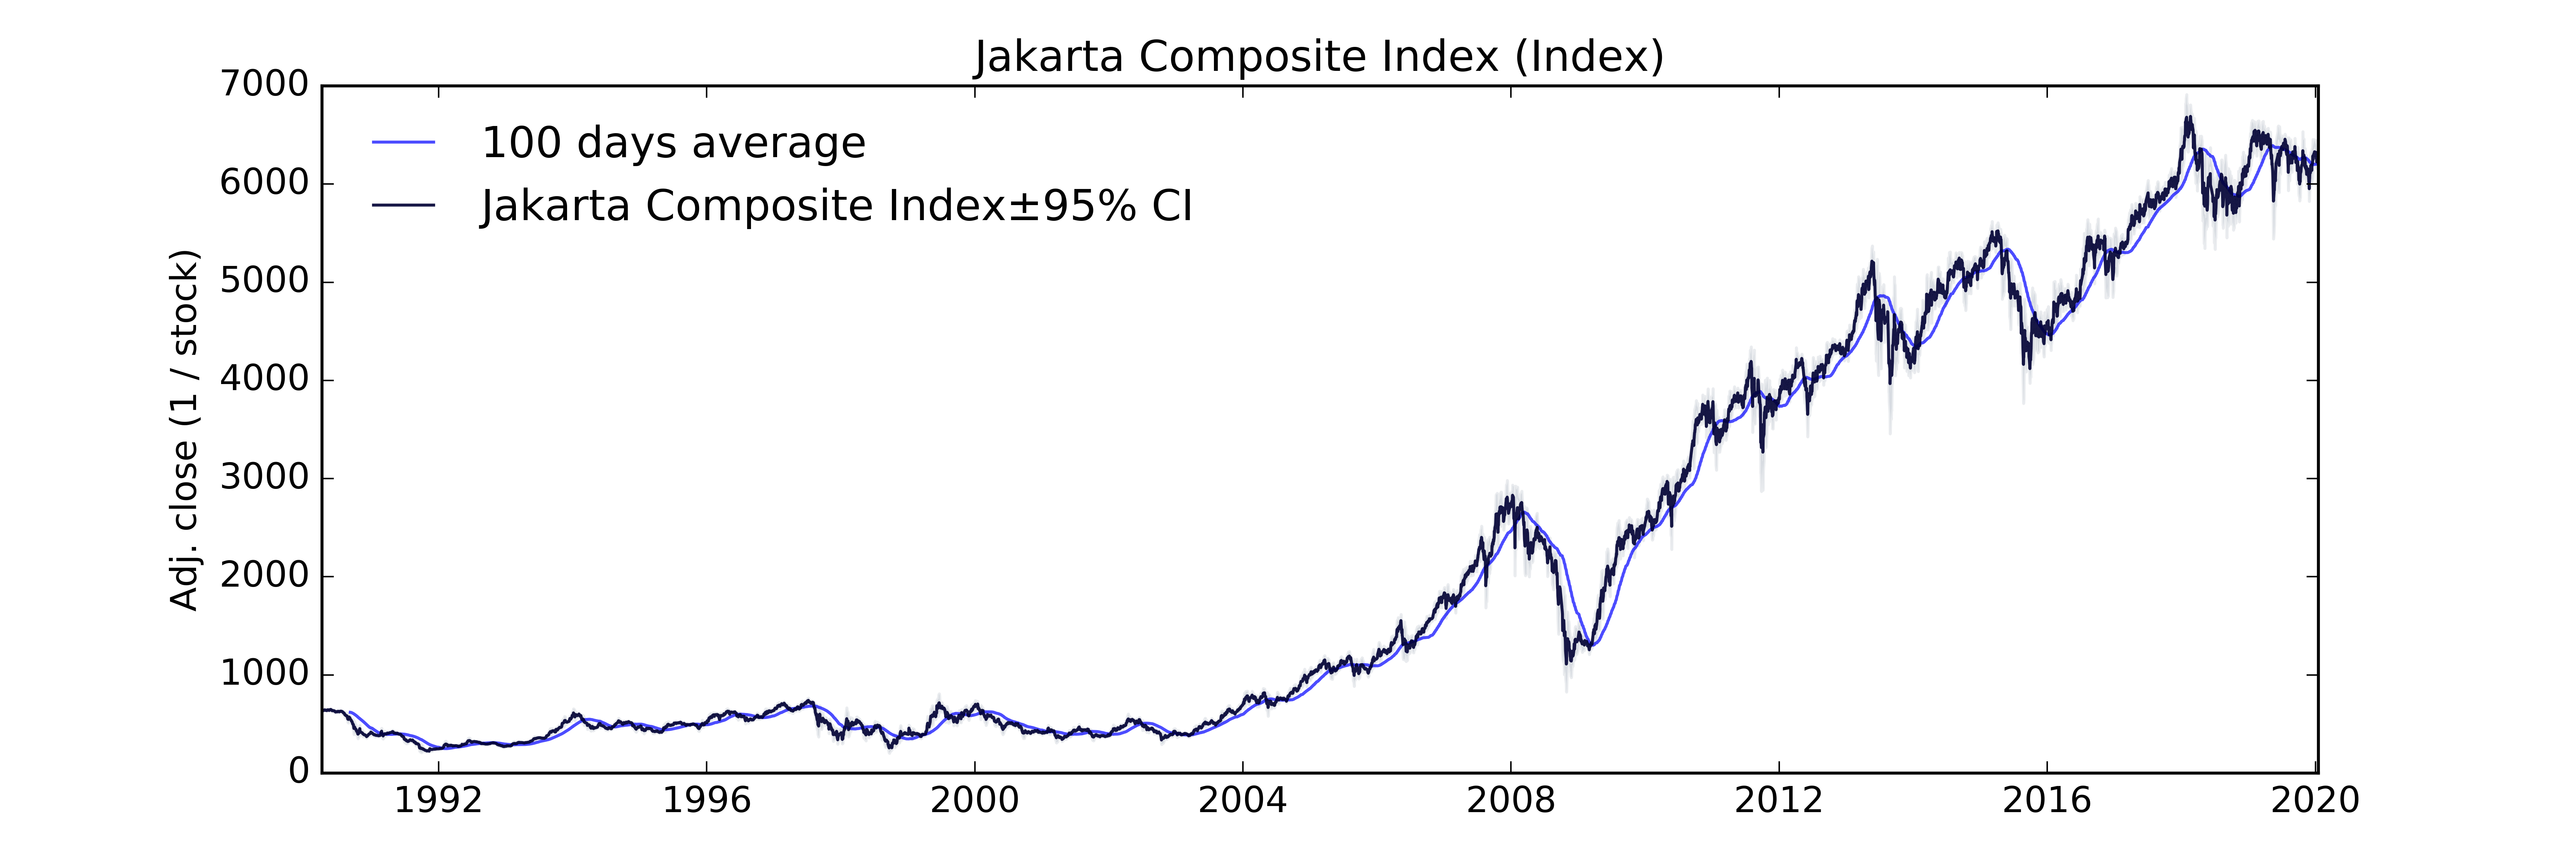 Jakarta Composite Index (Index)
100 days average
Jakarta Composite Index±95% CI
Adj. close (1 / stock)
7000
6000
5000
4000
3000
2000
1000
0
1992 1996 2000 2004 2008 2012 2016 2020